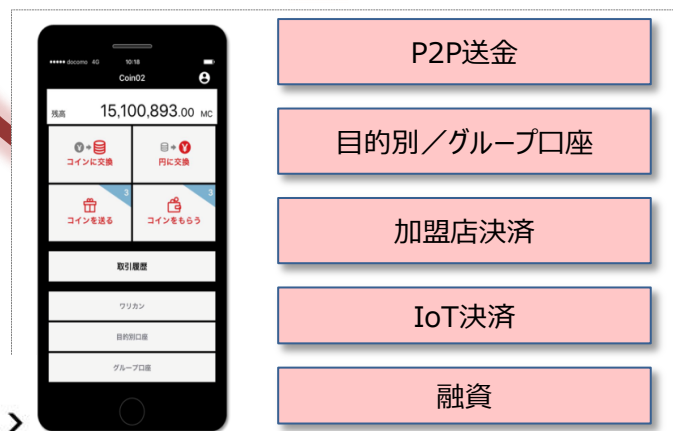 docomo 4G 10:18
Coin02
残高 15,100,893.00 MC
コインに交換
円に交換
3
コインを送る
3
コインをもらう
取引履歴
ワリカン
目的別口座
グループ口座
P2P送金
目的別／グループ口座
加盟店決済
IoT決済
融資